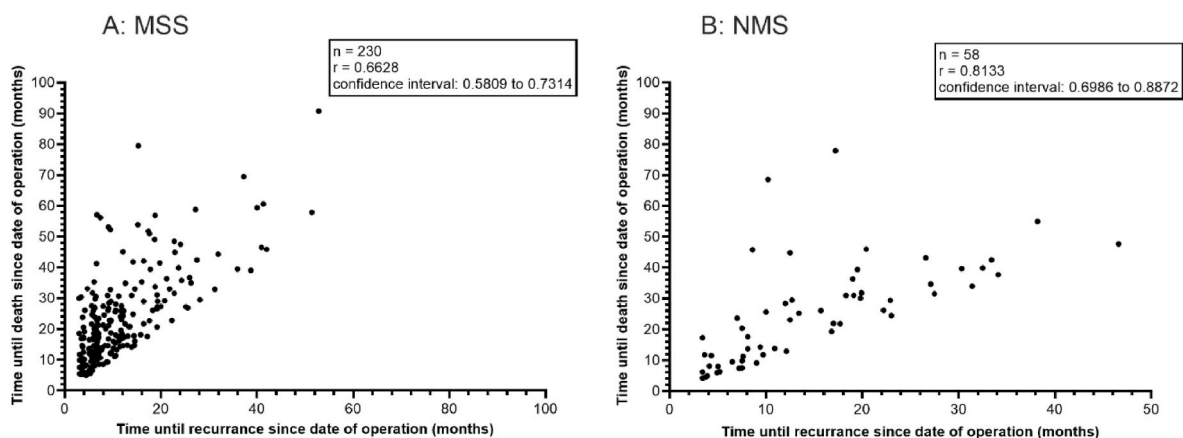 A: MSS
n = 230
r = 0.6628
confidence interval: 0.5809 to 0.7314
Time until death since date of operation (months)
100
90
80
70
60
50
40
30
20
10
0
0 20 40 60 80 100
Time until recurrance since date of operation (months)
B: NMS
n = 58
r = 0.8133
confidence interval: 0.6986 to 0.8872
Time until death since date of operation (months)
100
90
80
70
60
50
40
30
20
10
0
0 10 20 30 40 50
Time until recurrance since date of operation (months)